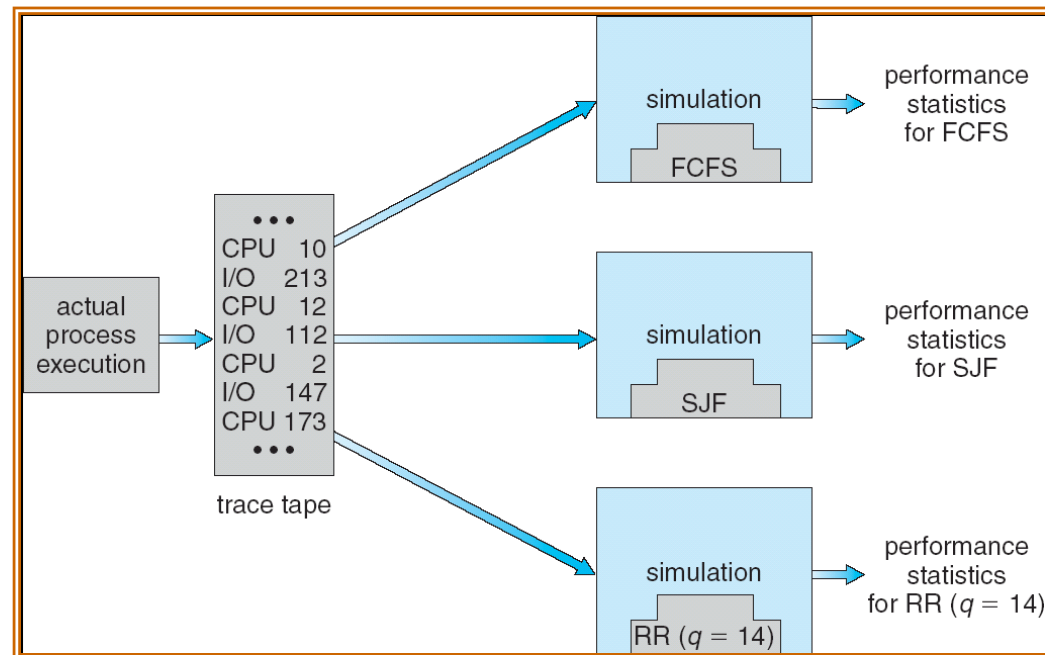 actual
process
execution
• • •
CPU 10
I/O 213
CPU 12
I/O 112
CPU 2
I/O 147
CPU 173
• • •
trace tape
simulation
FCFS
performance
statistics
for FCFS
simulation
SJF
performance
statistics
for SJF
simulation
RR (q = 14)
performance
statistics
for RR (q = 14)